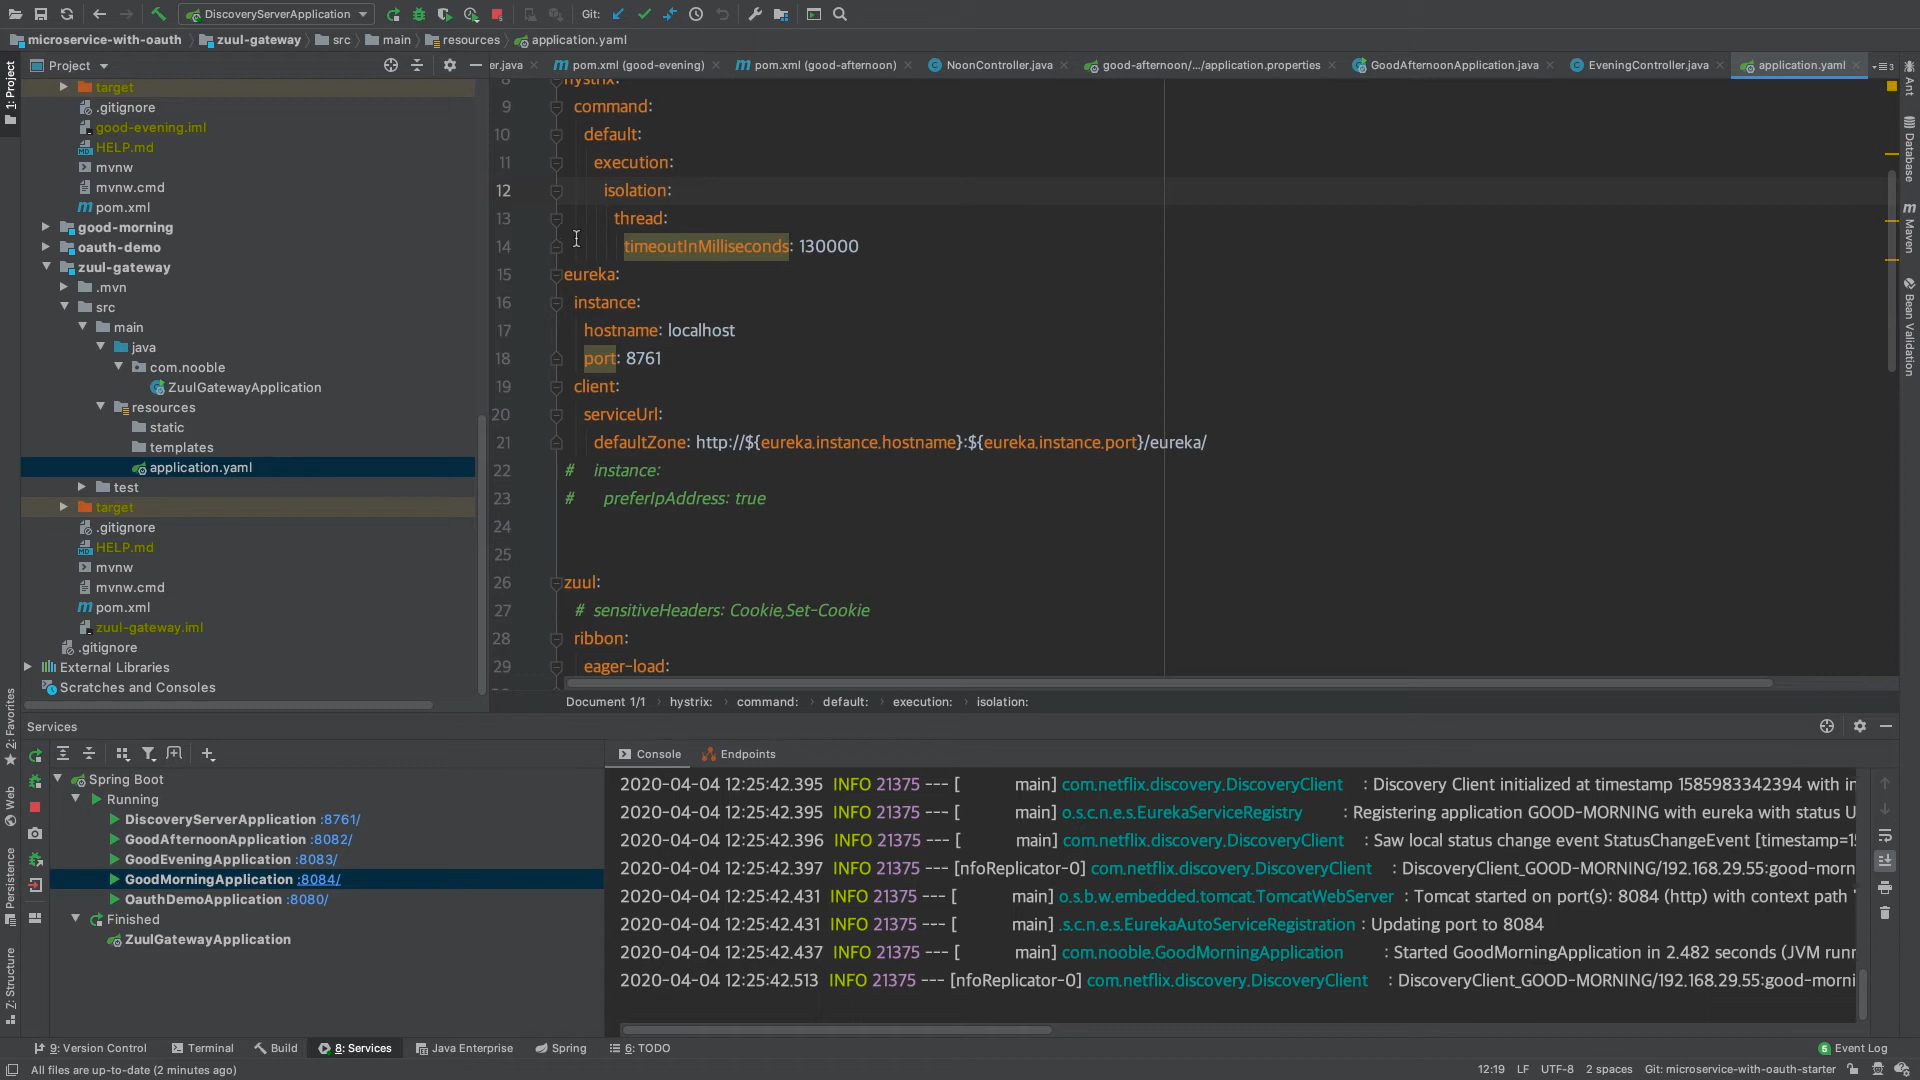 DiscoveryServerApplication
Git:
microservice-with-oauth
zuul-gateway
src
main
resources
application.yaml
Project
er.java
pom.xml (good-evening)
pom.xml (good-afternoon)
NoonController.java
good-afternoon/.../application.properties
GoodAfternoonApplication.java
EveningController.java
application.yaml
3
1: Project
2: Favorites
Web
Persistence
7: Structure
Ant
Database
Maven
Bean Validation
target
.gitignore
good-evening.iml
HELP.md
mvnw
mvnw.cmd
pom.xml
good-morning
oauth-demo
zuul-gateway
.mvn
src
main
java
com.nooble
ZuulGatewayApplication
resources
static
templates
application.yaml
test
target
.gitignore
HELP.md
mvnw
mvnw.cmd
pom.xml
zuul-gateway.iml
.gitignore
External Libraries
Scratches and Consoles
8 hystrix:
9 command:
10 default:
11 execution:
12 isolation:
13 thread:
14 timeoutInMilliseconds: 130000
15 eureka:
16 instance:
17 hostname: localhost
18 port: 8761
19 client:
20 serviceUrl:
21 defaultZone: http://${eureka.instance.hostname}:${eureka.instance.port}/eureka/
22 # instance:
23 # preferIpAddress: true
24
25
26 zuul:
27 # sensitiveHeaders: Cookie,Set-Cookie
28 ribbon:
29 eager-load:
Document 1/1 › hystrix: › command: › default: › execution: › isolation:
Services
Spring Boot
Running
DiscoveryServerApplication :8761/
GoodAfternoonApplication :8082/
GoodEveningApplication :8083/
GoodMorningApplication :8084/
OauthDemoApplication :8080/
Finished
ZuulGatewayApplication
Console
Endpoints
2020-04-04 12:25:42.395 INFO 21375 --- [ main] com.netflix.discovery.DiscoveryClient : Discovery Client initialized at timestamp 1585983342394 with in
2020-04-04 12:25:42.395 INFO 21375 --- [ main] o.s.c.n.e.s.EurekaServiceRegistry : Registering application GOOD-MORNING with eureka with status U
2020-04-04 12:25:42.396 INFO 21375 --- [ main] com.netflix.discovery.DiscoveryClient : Saw local status change event StatusChangeEvent [timestamp=15
2020-04-04 12:25:42.397 INFO 21375 --- [nfoReplicator-0] com.netflix.discovery.DiscoveryClient : DiscoveryClient_GOOD-MORNING/192.168.29.55:good-morn
2020-04-04 12:25:42.431 INFO 21375 --- [ main] o.s.b.w.embedded.tomcat.TomcatWebServer : Tomcat started on port(s): 8084 (http) with context path '
2020-04-04 12:25:42.431 INFO 21375 --- [ main] .s.c.n.e.s.EurekaAutoServiceRegistration : Updating port to 8084
2020-04-04 12:25:42.437 INFO 21375 --- [ main] com.nooble.GoodMorningApplication : Started GoodMorningApplication in 2.482 seconds (JVM runn
2020-04-04 12:25:42.513 INFO 21375 --- [nfoReplicator-0] com.netflix.discovery.DiscoveryClient : DiscoveryClient_GOOD-MORNING/192.168.29.55:good-morni
9: Version Control
Terminal
Build
8: Services
Java Enterprise
Spring
6: TODO
5 Event Log
All files are up-to-date (2 minutes ago)
12:19
LF
UTF-8
2 spaces
Git: microservice-with-oauth-starter